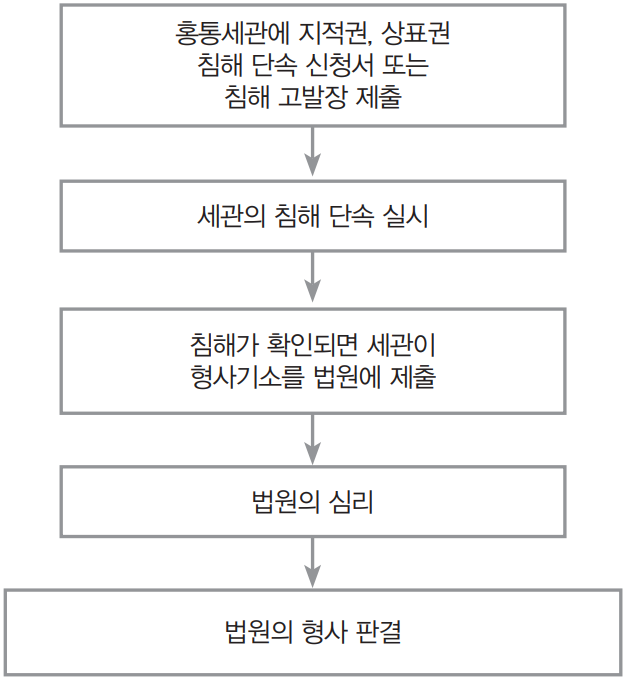 홍통세관에 지적권, 상표권
침해 단속 신청서 또는
침해 고발장 제출
세관의 침해 단속 실시
침해가 확인되면 세관이
형사기소를 법원에 제출
법원의 심리
법원의 형사 판결